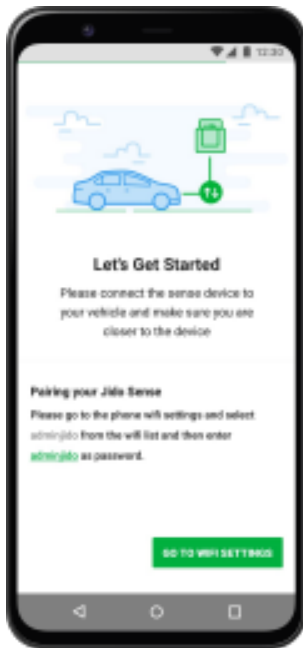 12:30
Let's Get Started
Please connect the sense device to
your vehicle and make sure you are
closer to the device
Pairing your Jido Sense
Please go to the phone wifi settings and select
adminjido from the wifi list and then enter
adminjido as password.
GO TO WIFI SETTINGS